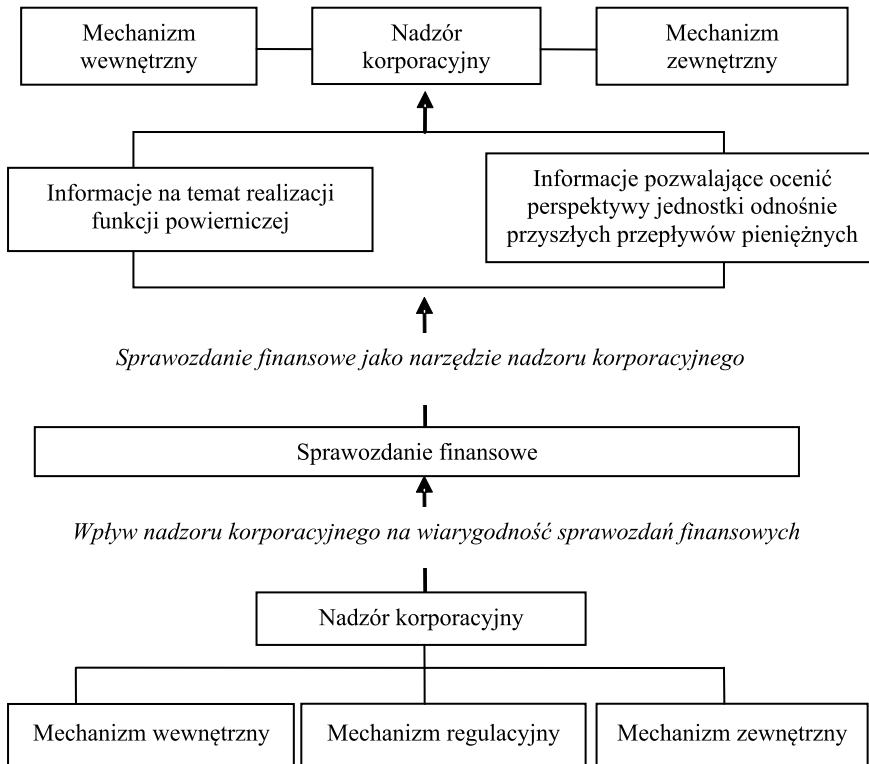 Mechanizm
wewnętrzny
Nadzór
korporacyjny
Mechanizm
zewnętrzny
Informacje na temat realizacji
funkcji powierniczej
Informacje pozwalające ocenić
perspektywy jednostki odnośnie
przyszłych przepływów pieniężnych
Sprawozdanie finansowe jako narzędzie nadzoru korporacyjnego
Sprawozdanie finansowe
Wpływ nadzoru korporacyjnego na wiarygodność sprawozdań finansowych
Nadzór korporacyjny
Mechanizm wewnętrzny
Mechanizm regulacyjny
Mechanizm zewnętrzny